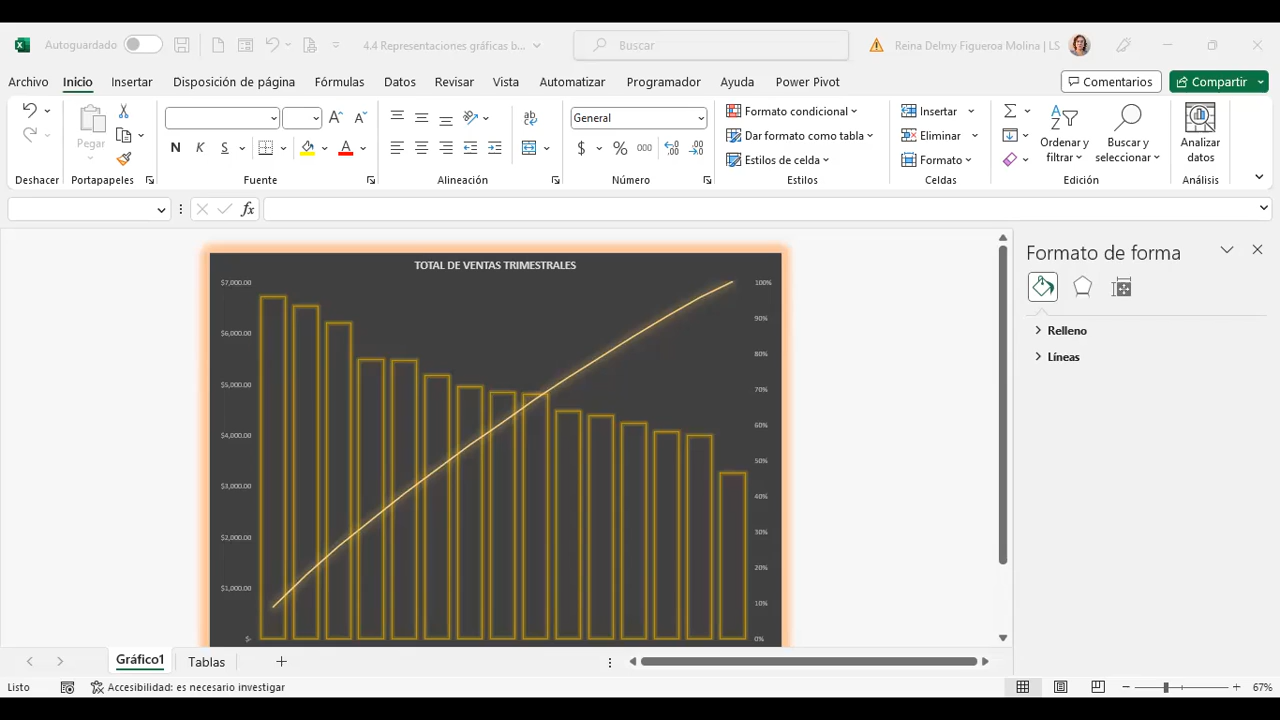 Autoguardado
4.4 Representaciones gráficas b...
Buscar
Reina Delmy Figueroa Molina | LS
Archivo Inicio Insertar Disposición de página Fórmulas Datos Revisar Vista Automatizar Programador Ayuda Power Pivot
Comentarios
Compartir
Pegar
N K S
General
$ % 000
Formato condicional
Dar formato como tabla
Estilos de celda
Insertar
Eliminar
Formato
Ordenar y
filtrar
Buscar y
seleccionar
Analizar
datos
Deshacer Portapapeles Fuente Alineación Número Estilos Celdas Edición Análisis
fx
Formato de forma
Relleno
Líneas
TOTAL DE VENTAS TRIMESTRALES
$7,000.00
$6,000.00
$5,000.00
$4,000.00
$3,000.00
$2,000.00
$1,000.00
$-
100%
90%
80%
70%
60%
50%
40%
30%
20%
10%
0%
Gráfico1 Tablas
Listo
Accesibilidad: es necesario investigar
67%